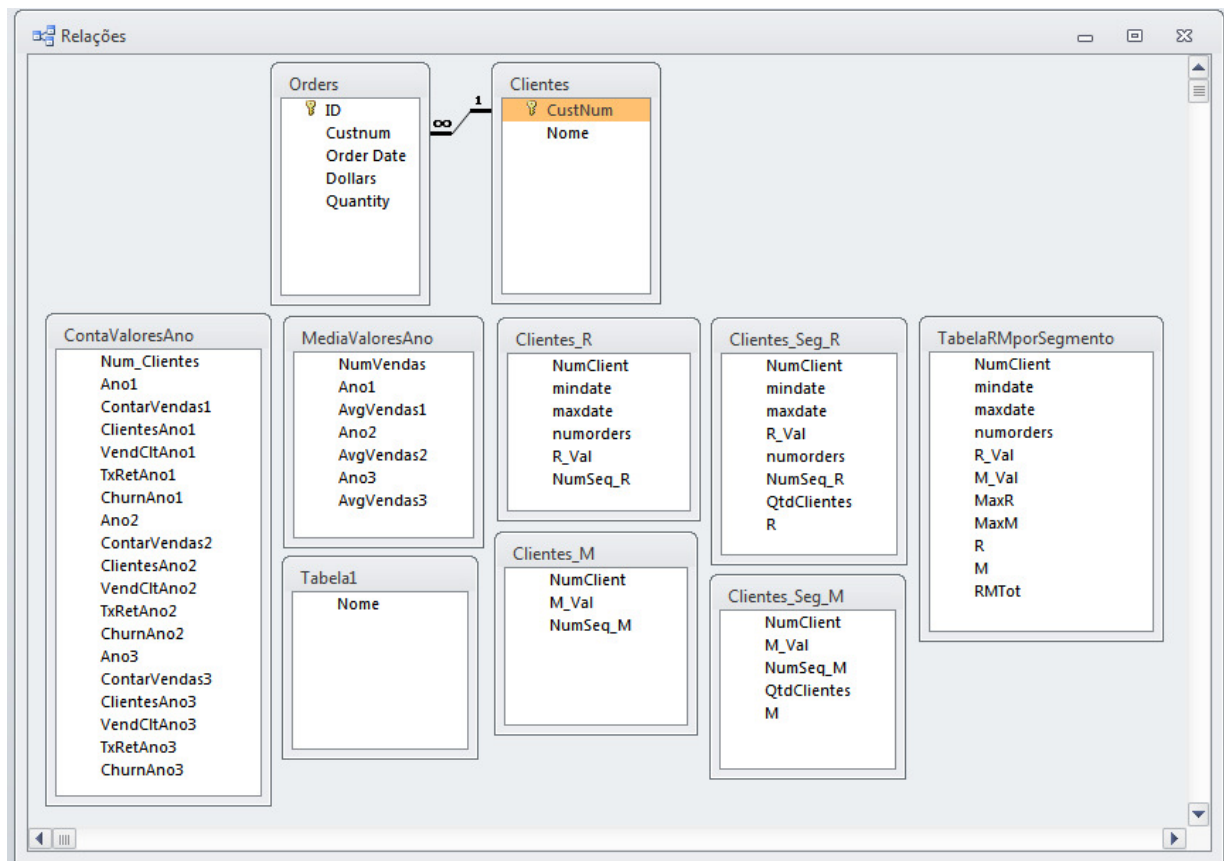 Relações
Orders
ID
Custnum
Order Date
Dollars
Quantity
∞
1
Clientes
CustNum
Nome
ContaValoresAno
Num_Clientes
Ano1
ContarVendas1
ClientesAno1
VendCltAno1
TxRetAno1
ChurnAno1
Ano2
ContarVendas2
ClientesAno2
VendCltAno2
TxRetAno2
ChurnAno2
Ano3
ContarVendas3
ClientesAno3
VendCltAno3
TxRetAno3
ChurnAno3
MediaValoresAno
NumVendas
Ano1
AvgVendas1
Ano2
AvgVendas2
Ano3
AvgVendas3
Tabela1
Nome
Clientes_R
NumClient
mindate
maxdate
numorders
R_Val
NumSeq_R
Clientes_M
NumClient
M_Val
NumSeq_M
Clientes_Seg_R
NumClient
mindate
maxdate
R_Val
numorders
NumSeq_R
QtdClientes
R
Clientes_Seg_M
NumClient
M_Val
NumSeq_M
QtdClientes
M
TabelaRMporSegmento
NumClient
mindate
maxdate
numorders
R_Val
M_Val
MaxR
MaxM
R
M
RMTot